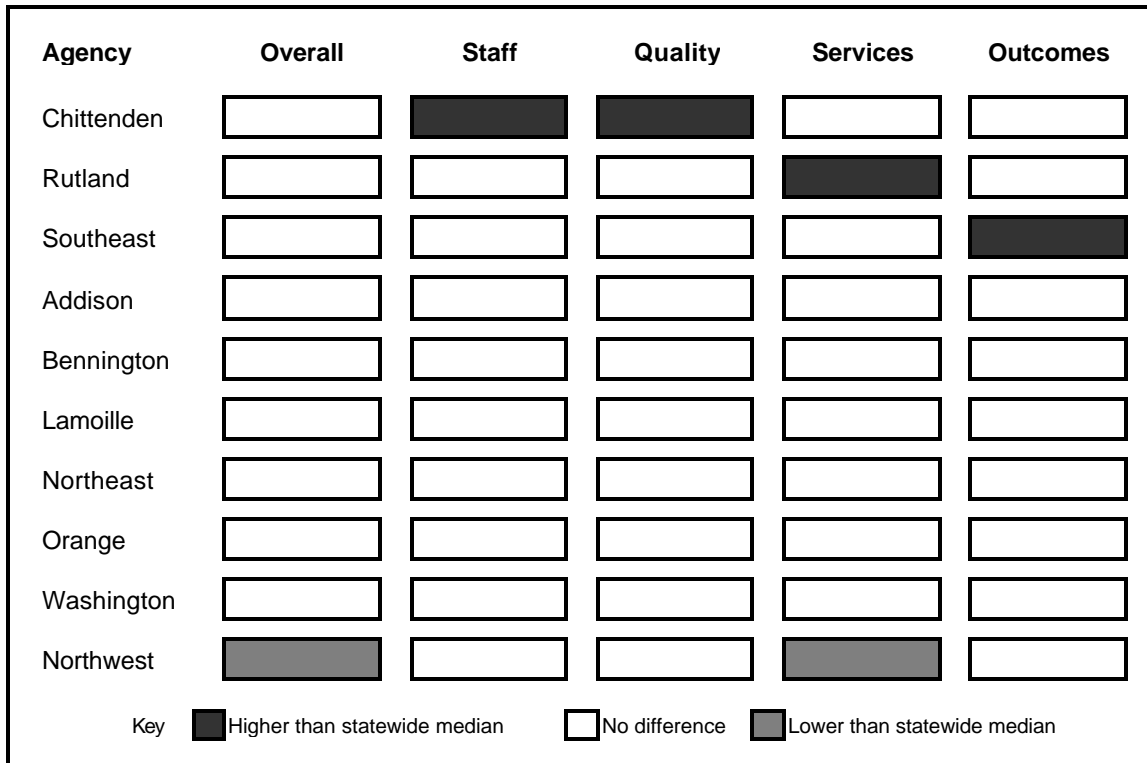 Agency Overall Staff Quality Services Outcomes
Chittenden
Rutland
Southeast
Addison
Bennington
Lamoille
Northeast
Orange
Washington
Northwest
Key Higher than statewide median No difference Lower than statewide median